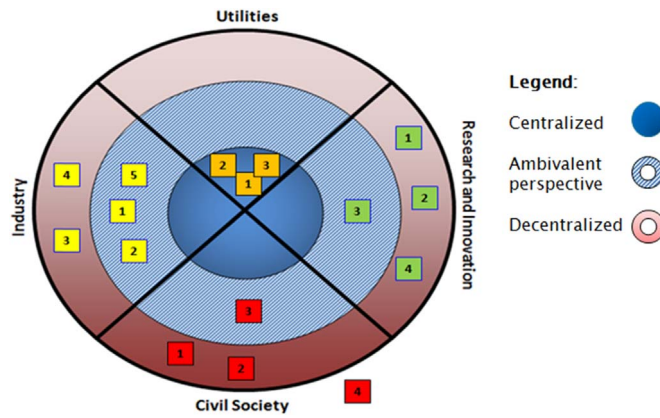 Utilities
Legend:
Centralized
Ambivalent
perspective
Decentralized
Industry
Research and Innovation
Civil Society
2
3
1
4
5
1
3
2
1
2
3
4
3
1
2
4